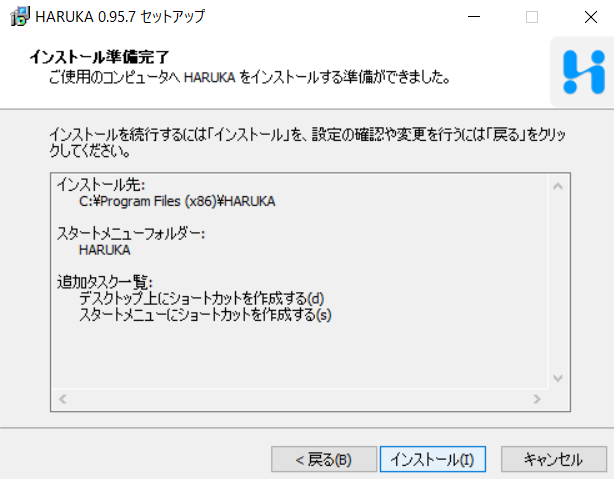 HARUKA 0.95.7 セットアップ
インストール準備完了
ご使用のコンピュータへ HARUKA をインストールする準備ができました。
インストールを続行するには「インストール」を、設定の確認や変更を行うには「戻る」をクリッ
クしてください。
インストール先:
C:¥Program Files (x86)¥HARUKA
スタートメニューフォルダー:
HARUKA
追加タスク一覧:
デスクトップ上にショートカットを作成する(d)
スタートメニューにショートカットを作成する(s)
< 戻る(B)
インストール(I)
キャンセル